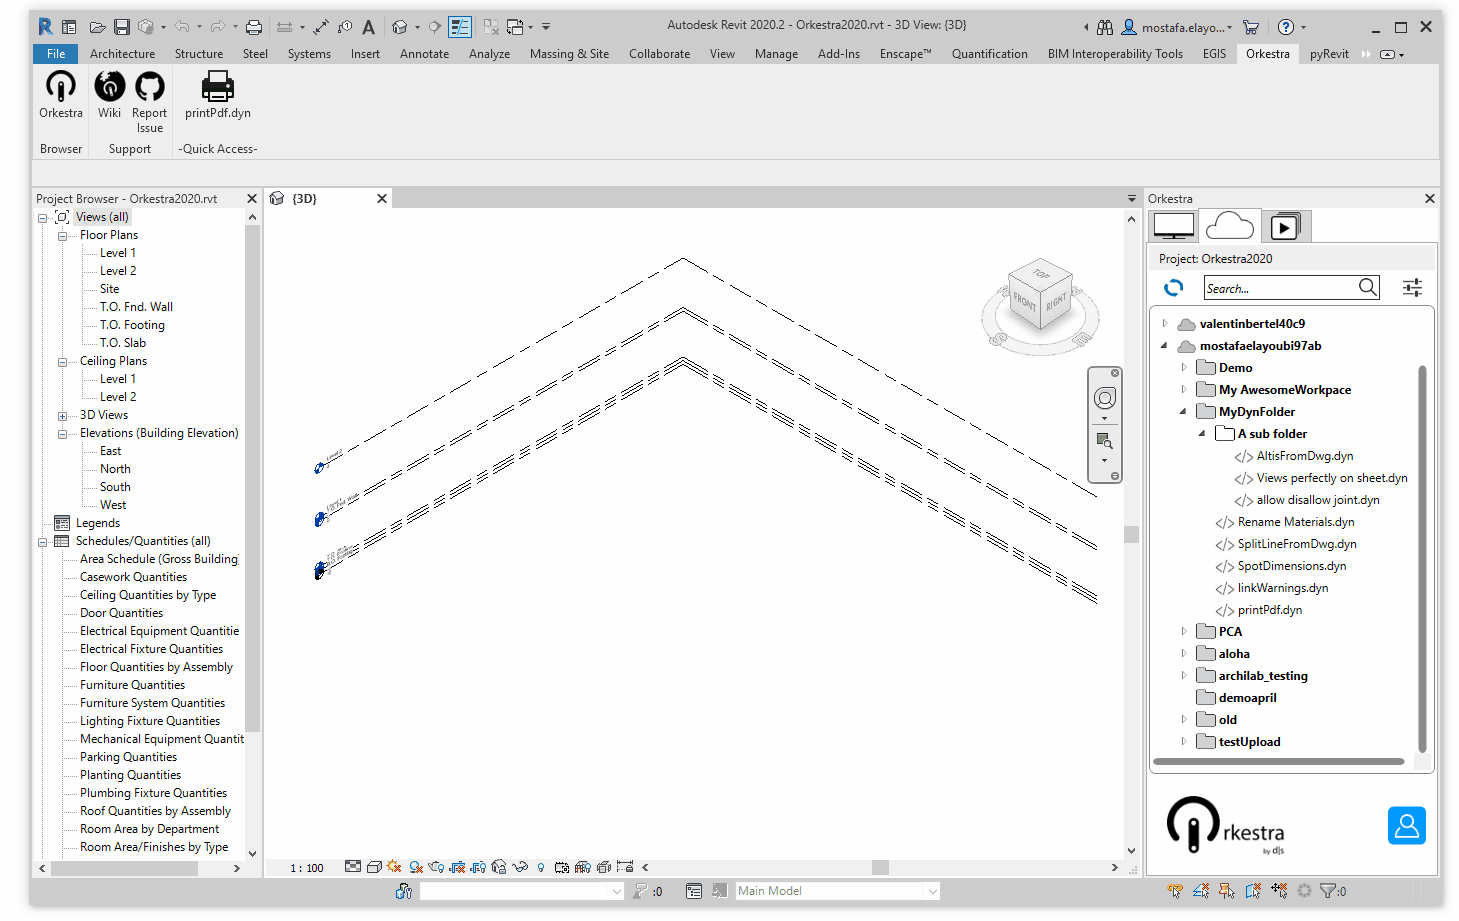 Autodesk Revit 2020.2 - Orkestra2020.rvt - 3D View: {3D}
mostafa.elayo...
File Architecture Structure Steel Systems Insert Annotate Analyze Massing & Site Collaborate View Manage Add-Ins Enscape™ Quantification BIM Interoperability Tools EGIS Orkestra pyRevit
Orkestra
Wiki
Report
Issue
printPdf.dyn
Browser
Support
-Quick Access-
Project Browser - Orkestra2020.rvt
Views (all)
Floor Plans
Level 1
Level 2
Site
T.O. Fnd. Wall
T.O. Footing
T.O. Slab
Ceiling Plans
Level 1
Level 2
3D Views
Elevations (Building Elevation)
East
North
South
West
Legends
Schedules/Quantities (all)
Area Schedule (Gross Building
Casework Quantities
Ceiling Quantities by Type
Door Quantities
Electrical Equipment Quantitie
Electrical Fixture Quantities
Floor Quantities by Assembly
Furniture Quantities
Furniture System Quantities
Lighting Fixture Quantities
Mechanical Equipment Quantit
Parking Quantities
Planting Quantities
Plumbing Fixture Quantities
Roof Quantities by Assembly
Room Area by Department
Room Area/Finishes by Type
{3D}
TOP
FRONT
RIGHT
S
Level 2
1 : 100
:0
Main Model
:0
Orkestra
Project: Orkestra2020
Search...
valentinbertel40c9
mostafaelayoubi97ab
Demo
My AwesomeWorkpace
MyDynFolder
A sub folder
</> AltisFromDwg.dyn
</> Views perfectly on sheet.dyn
</> allow disallow joint.dyn
</> Rename Materials.dyn
</> SplitLineFromDwg.dyn
</> SpotDimensions.dyn
</> linkWarnings.dyn
</> printPdf.dyn
PCA
aloha
archilab_testing
demoapril
old
testUpload
rkestra
by d|s